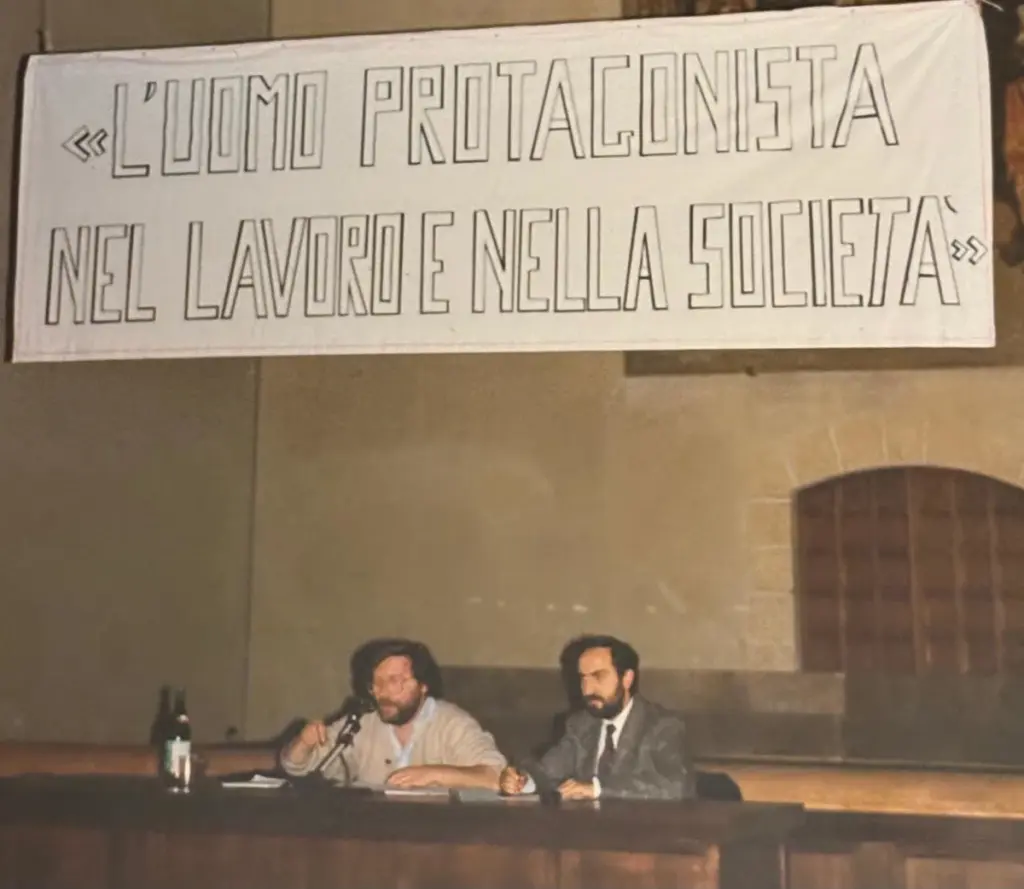 «L'UOMO PROTAGONISTA
NEL LAVORO E NELLA SOCIETÀ»